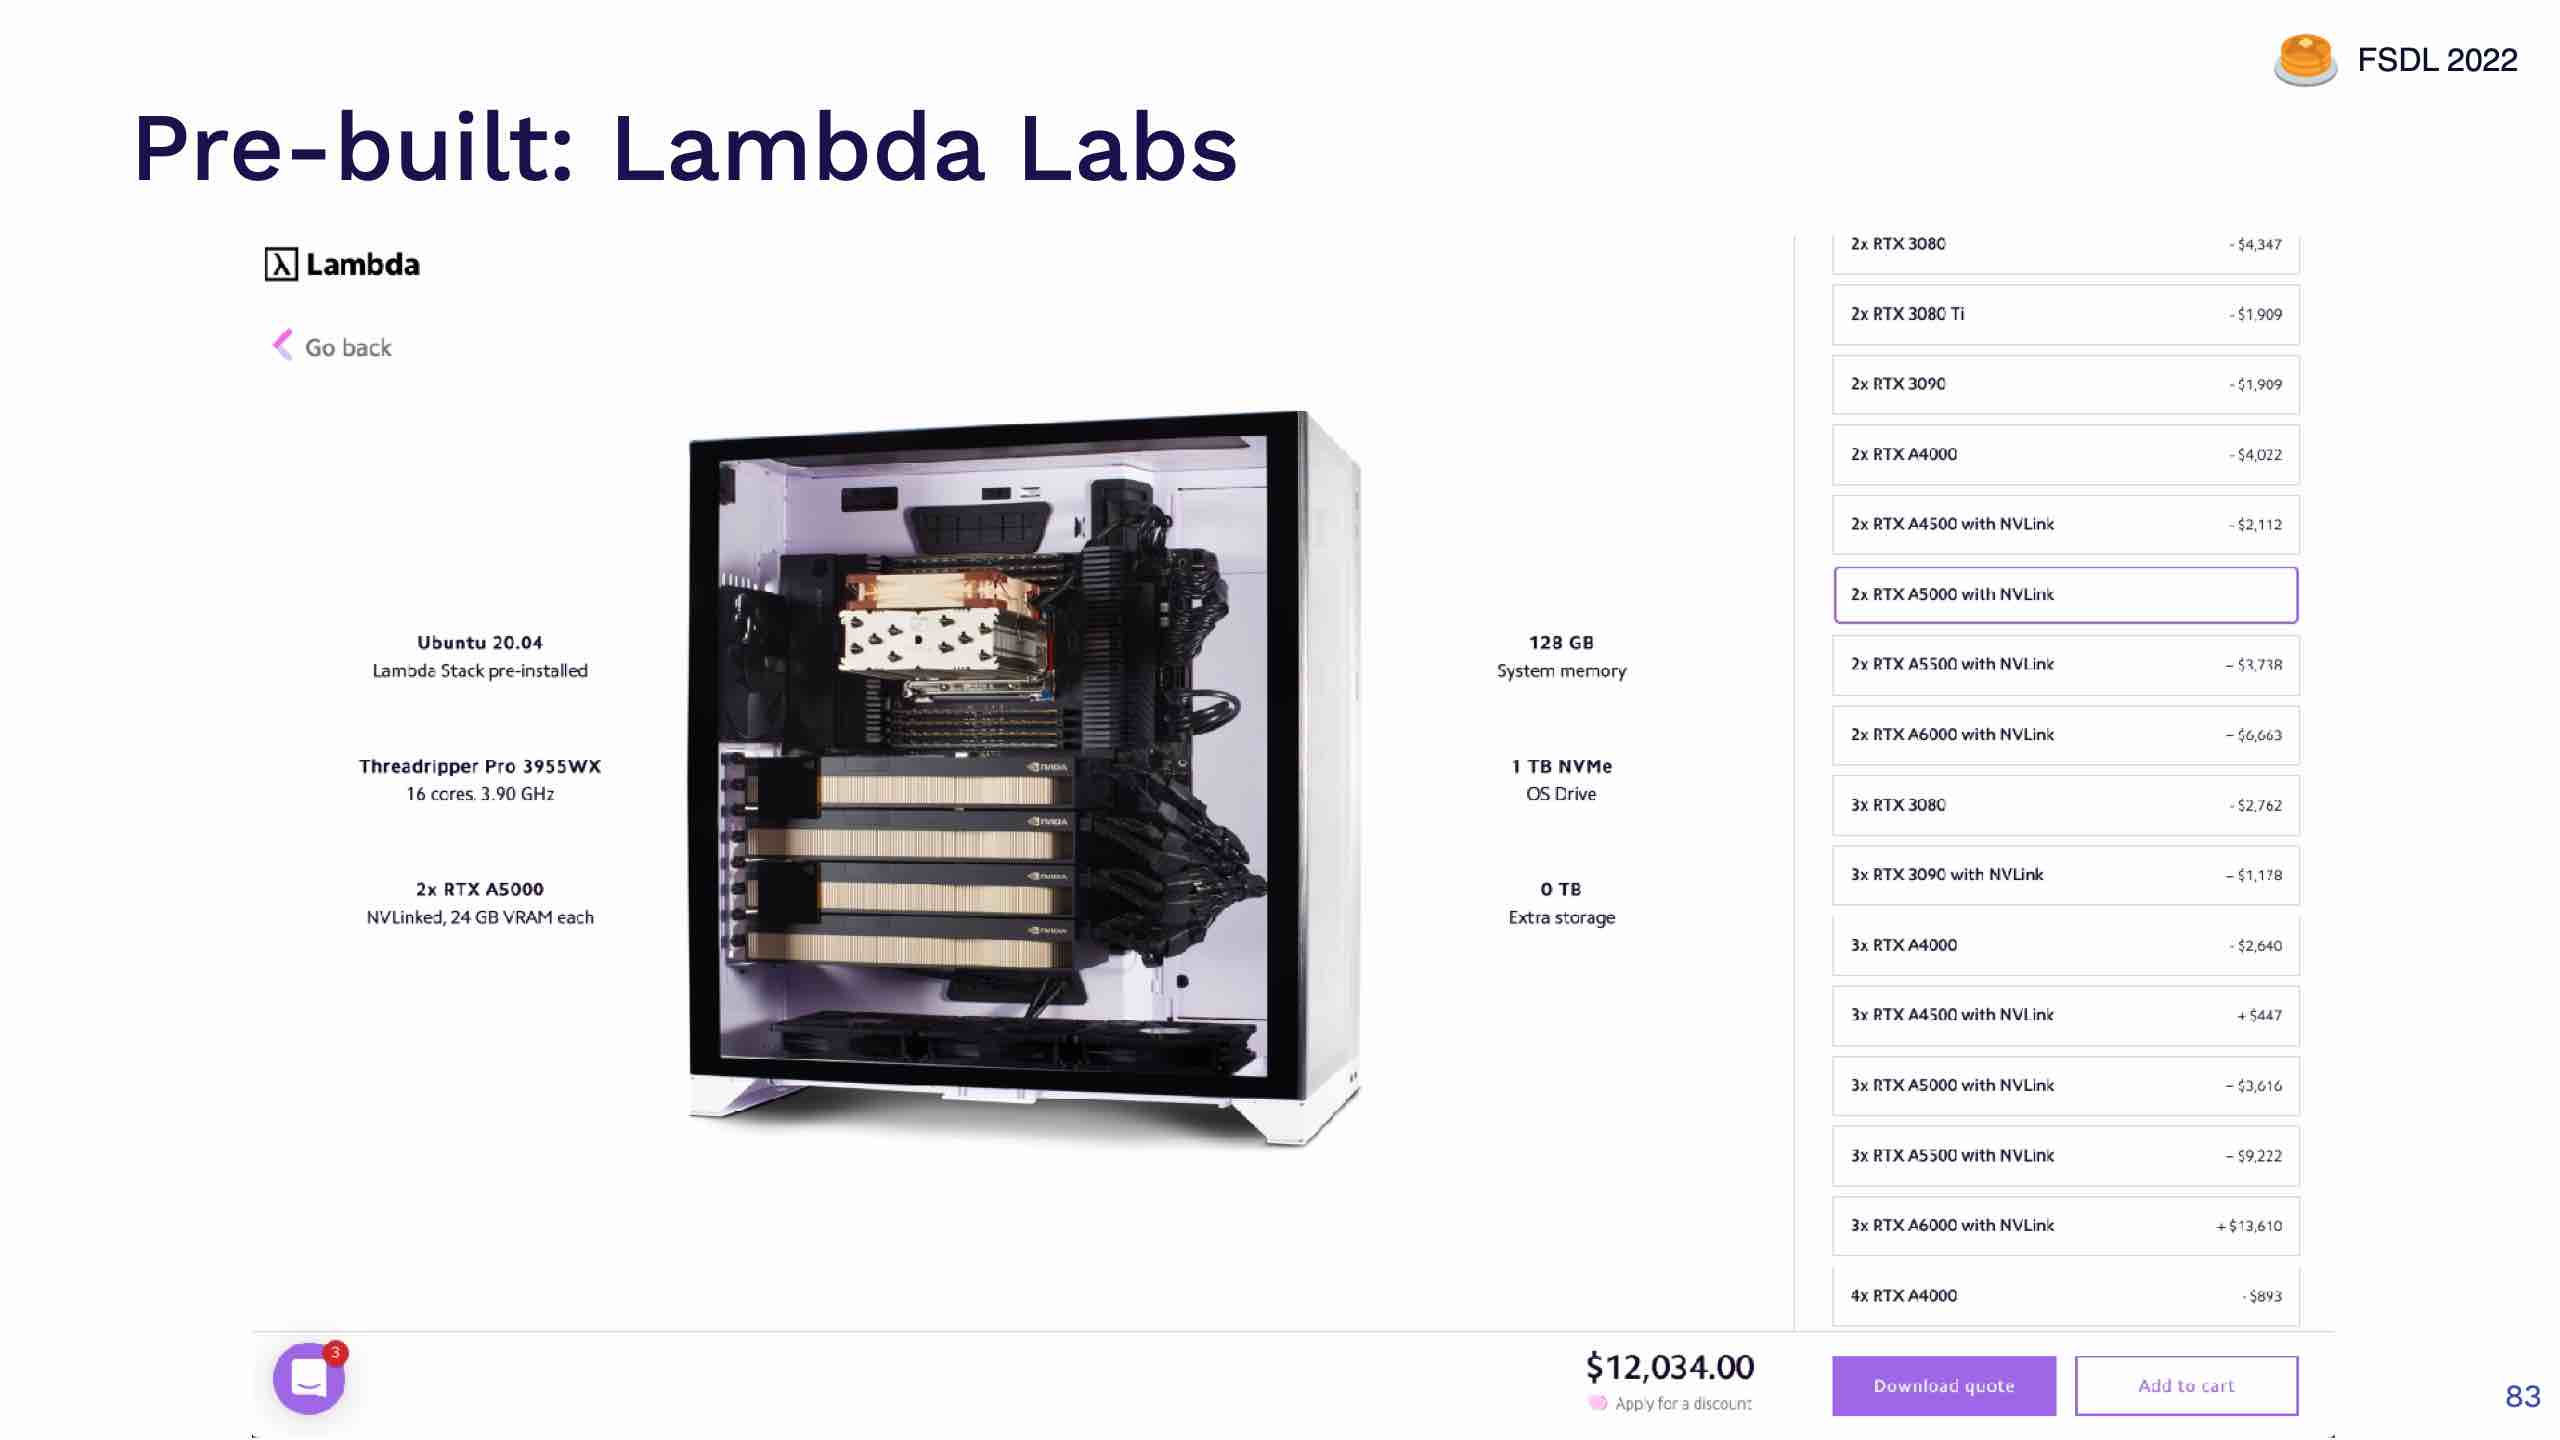 FSDL 2022
Pre-built: Lambda Labs
Lambda
Go back
Ubuntu 20.04
Lambda Stack pre-installed
Threadripper Pro 3955WX
16 cores, 3.90 GHz
2x RTX A5000
NVLinked, 24 GB VRAM each
NVIDIA
NVIDIA
NVIDIA
NVIDIA
128 GB
System memory
1 TB NVMe
OS Drive
0 TB
Extra storage
2x RTX 3080 - $4,347
2x RTX 3080 Ti - $1,909
2x RTX 3090 - $1,909
2x RTX A4000 - $4,022
2x RTX A4500 with NVLink - $2,112
2x RTX A5000 with NVLink
2x RTX A5500 with NVLink – $3,738
2x RTX A6000 with NVLink – $6,663
3x RTX 3080 - $2,762
3x RTX 3090 with NVLink – $1,178
3x RTX A4000 - $2,640
3x RTX A4500 with NVLink + $447
3x RTX A5000 with NVLink – $3,616
3x RTX A5500 with NVLink – $9,222
3x RTX A6000 with NVLink + $13,610
4x RTX A4000 - $893
3
$12,034.00
Apply for a discount
Download quote
Add to cart
83